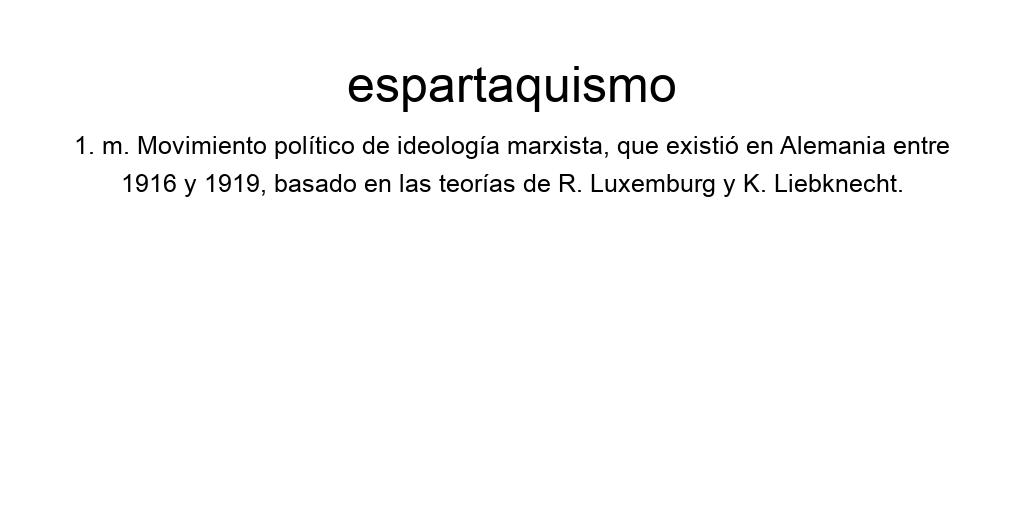 espartaquismo
1. m. Movimiento político de ideología marxista, que existió en Alemania entre
1916 y 1919, basado en las teorías de R. Luxemburg y K. Liebknecht.